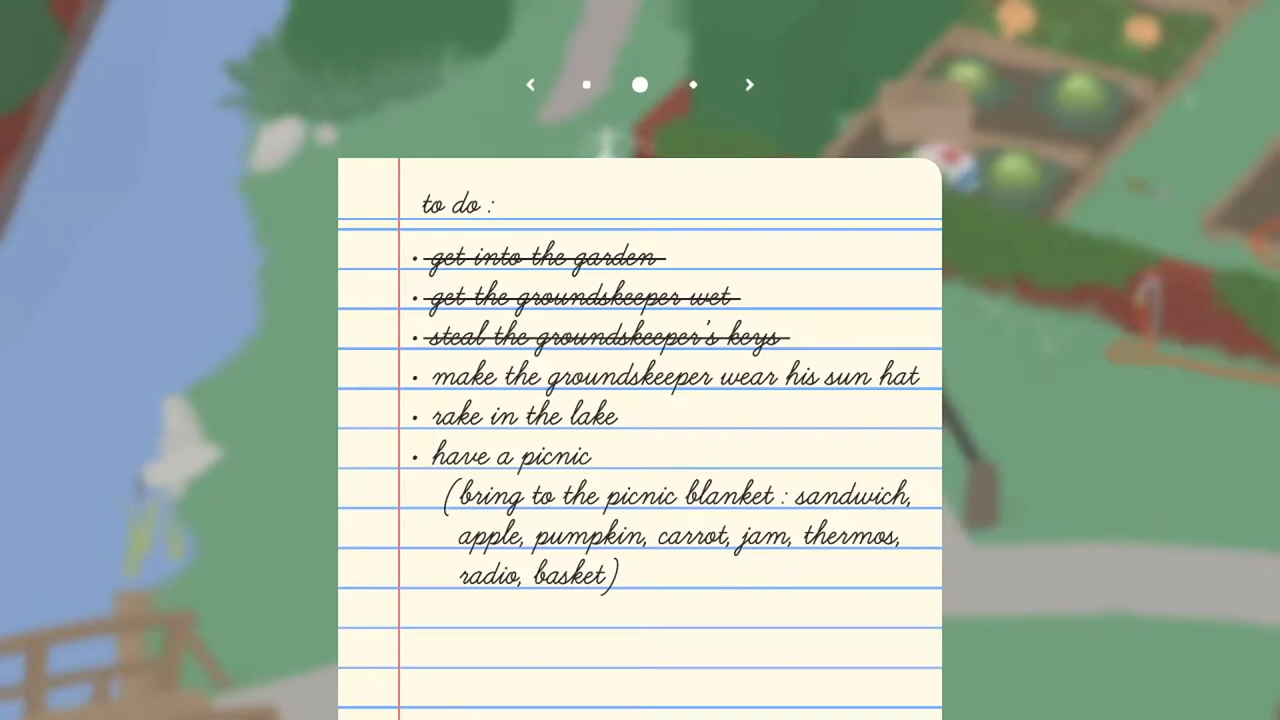 to do :
• get into the garden
• get the groundskeeper wet
• steal the groundskeeper's keys
• make the groundskeeper wear his sun hat
• rake in the lake
• have a picnic
(bring to the picnic blanket : sandwich,
apple, pumpkin, carrot, jam, thermos,
radio, basket)